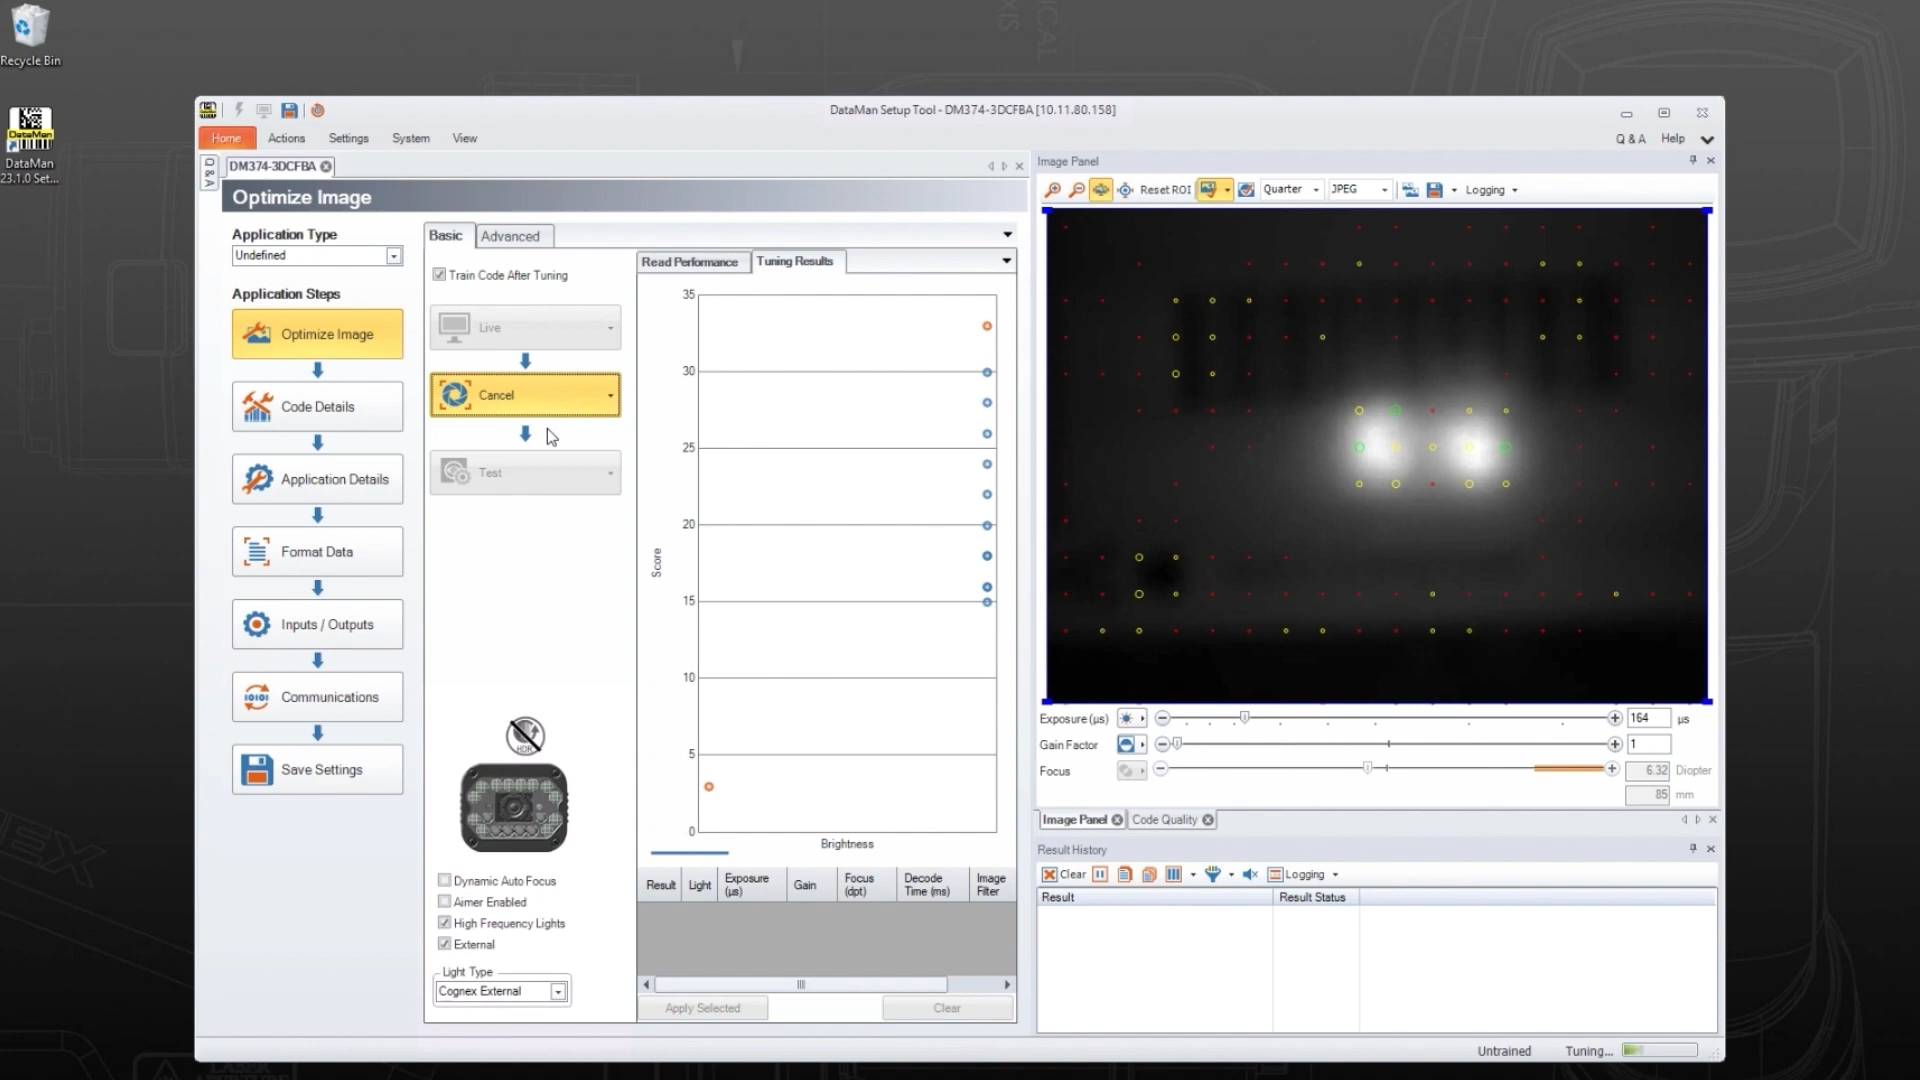 Recycle Bin
DataMan
DataMan
23.1.0 Set...
DataMan Setup Tool - DM374-3DCFBA [10.11.80.158]
Home Actions Settings System View
Q & A Help
Q & A
DM374-3DCFBA
Optimize Image
Application Type
Undefined
Application Steps
Optimize Image
Code Details
Application Details
Format Data
Inputs / Outputs
Communications
Save Settings
Basic Advanced
Train Code After Tuning
Live
Cancel
Test
HDR
Dynamic Auto Focus
Aimer Enabled
High Frequency Lights
External
Light Type
Cognex External
Read Performance Tuning Results
35
30
25
20
15
10
5
0
Score
Brightness
Result Light Exposure (µs) Gain Focus (dpt) Decode Time (ms) Image Filter
Apply Selected Clear
Image Panel
Reset ROI Quarter JPEG Logging
Exposure (µs) 164 µs
Gain Factor 1
Focus 6.32 Diopter
85 mm
Image Panel Code Quality
Result History
Clear Logging
Result Result Status
Untrained Tuning...